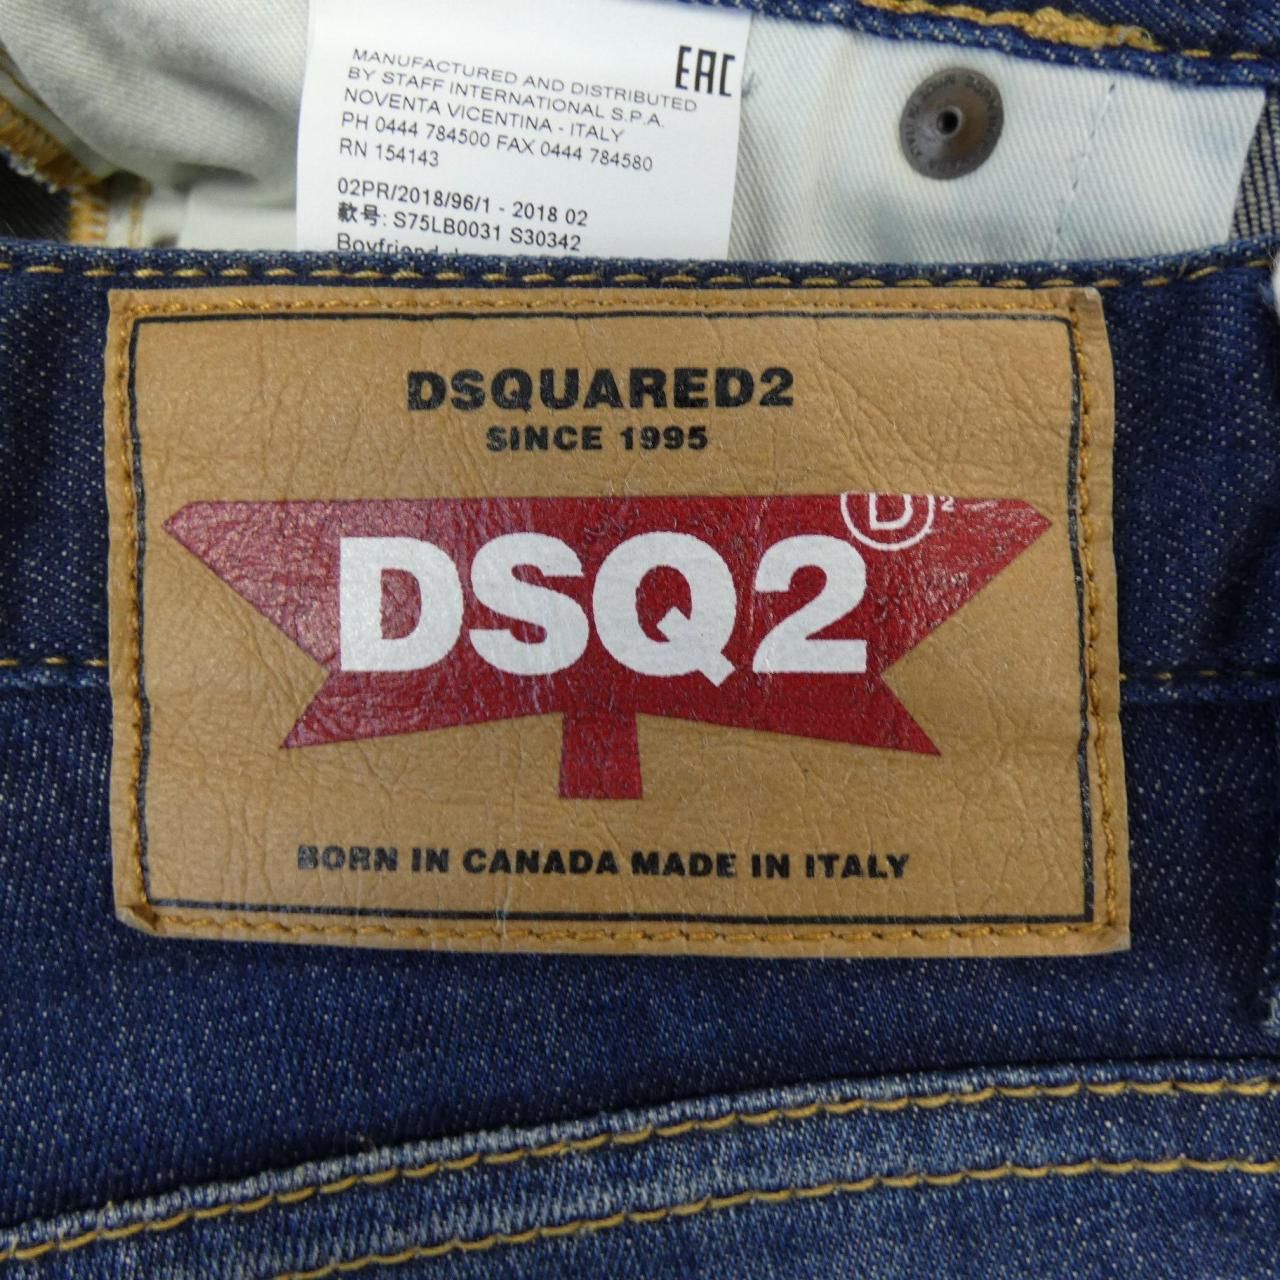 EAC
MANUFACTURED AND DISTRIBUTED
BY STAFF INTERNATIONAL S.P.A.
NOVENTA VICENTINA - ITALY
PH 0444 784500 FAX 0444 784580
RN 154143
02PR/2018/96/1 - 2018 02
款号: S75LB0031 S30342
Boyfriend
DSQUARED2
SINCE 1995
D2
DSQ2
BORN IN CANADA MADE IN ITALY